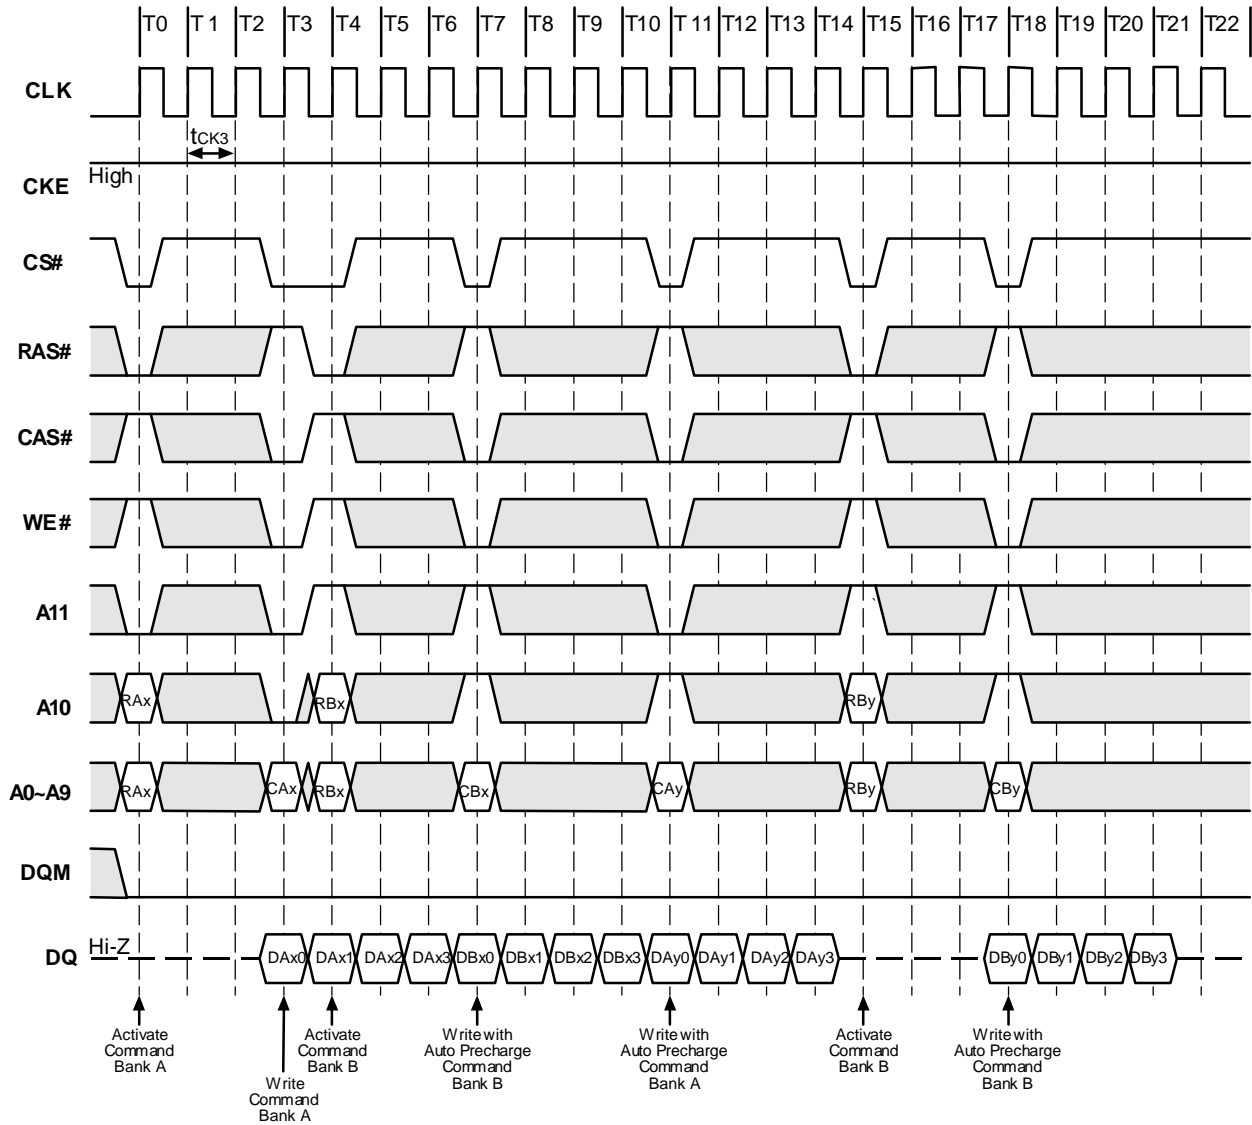 T0 T 1 T2 T3 T4 T5 T6 T7 T8 T9 T10 T 11 T12 T13 T14 T15 T16 T17 T18 T19 T20 T21 T22
CLK
tCK3
High
CKE
CS#
RAS#
CAS#
WE#
A11
A10 RAx RBx RBy
A0~A9 RAx CAx RBx CBx CAy RBy CBy
DQM
Hi-Z
DQ DAx0 DAx1 DAx2 DAx3 DBx0 DBx1 DBx2 DBx3 DAy0 DAy1 DAy2 DAy3 DBy0 DBy1 DBy2 DBy3
Activate
Command
Bank A
Write
Command
Bank A
Activate
Command
Bank B
Write with
Auto Precharge
Command
Bank B
Write with
Auto Precharge
Command
Bank A
Activate
Command
Bank B
Write with
Auto Precharge
Command
Bank B